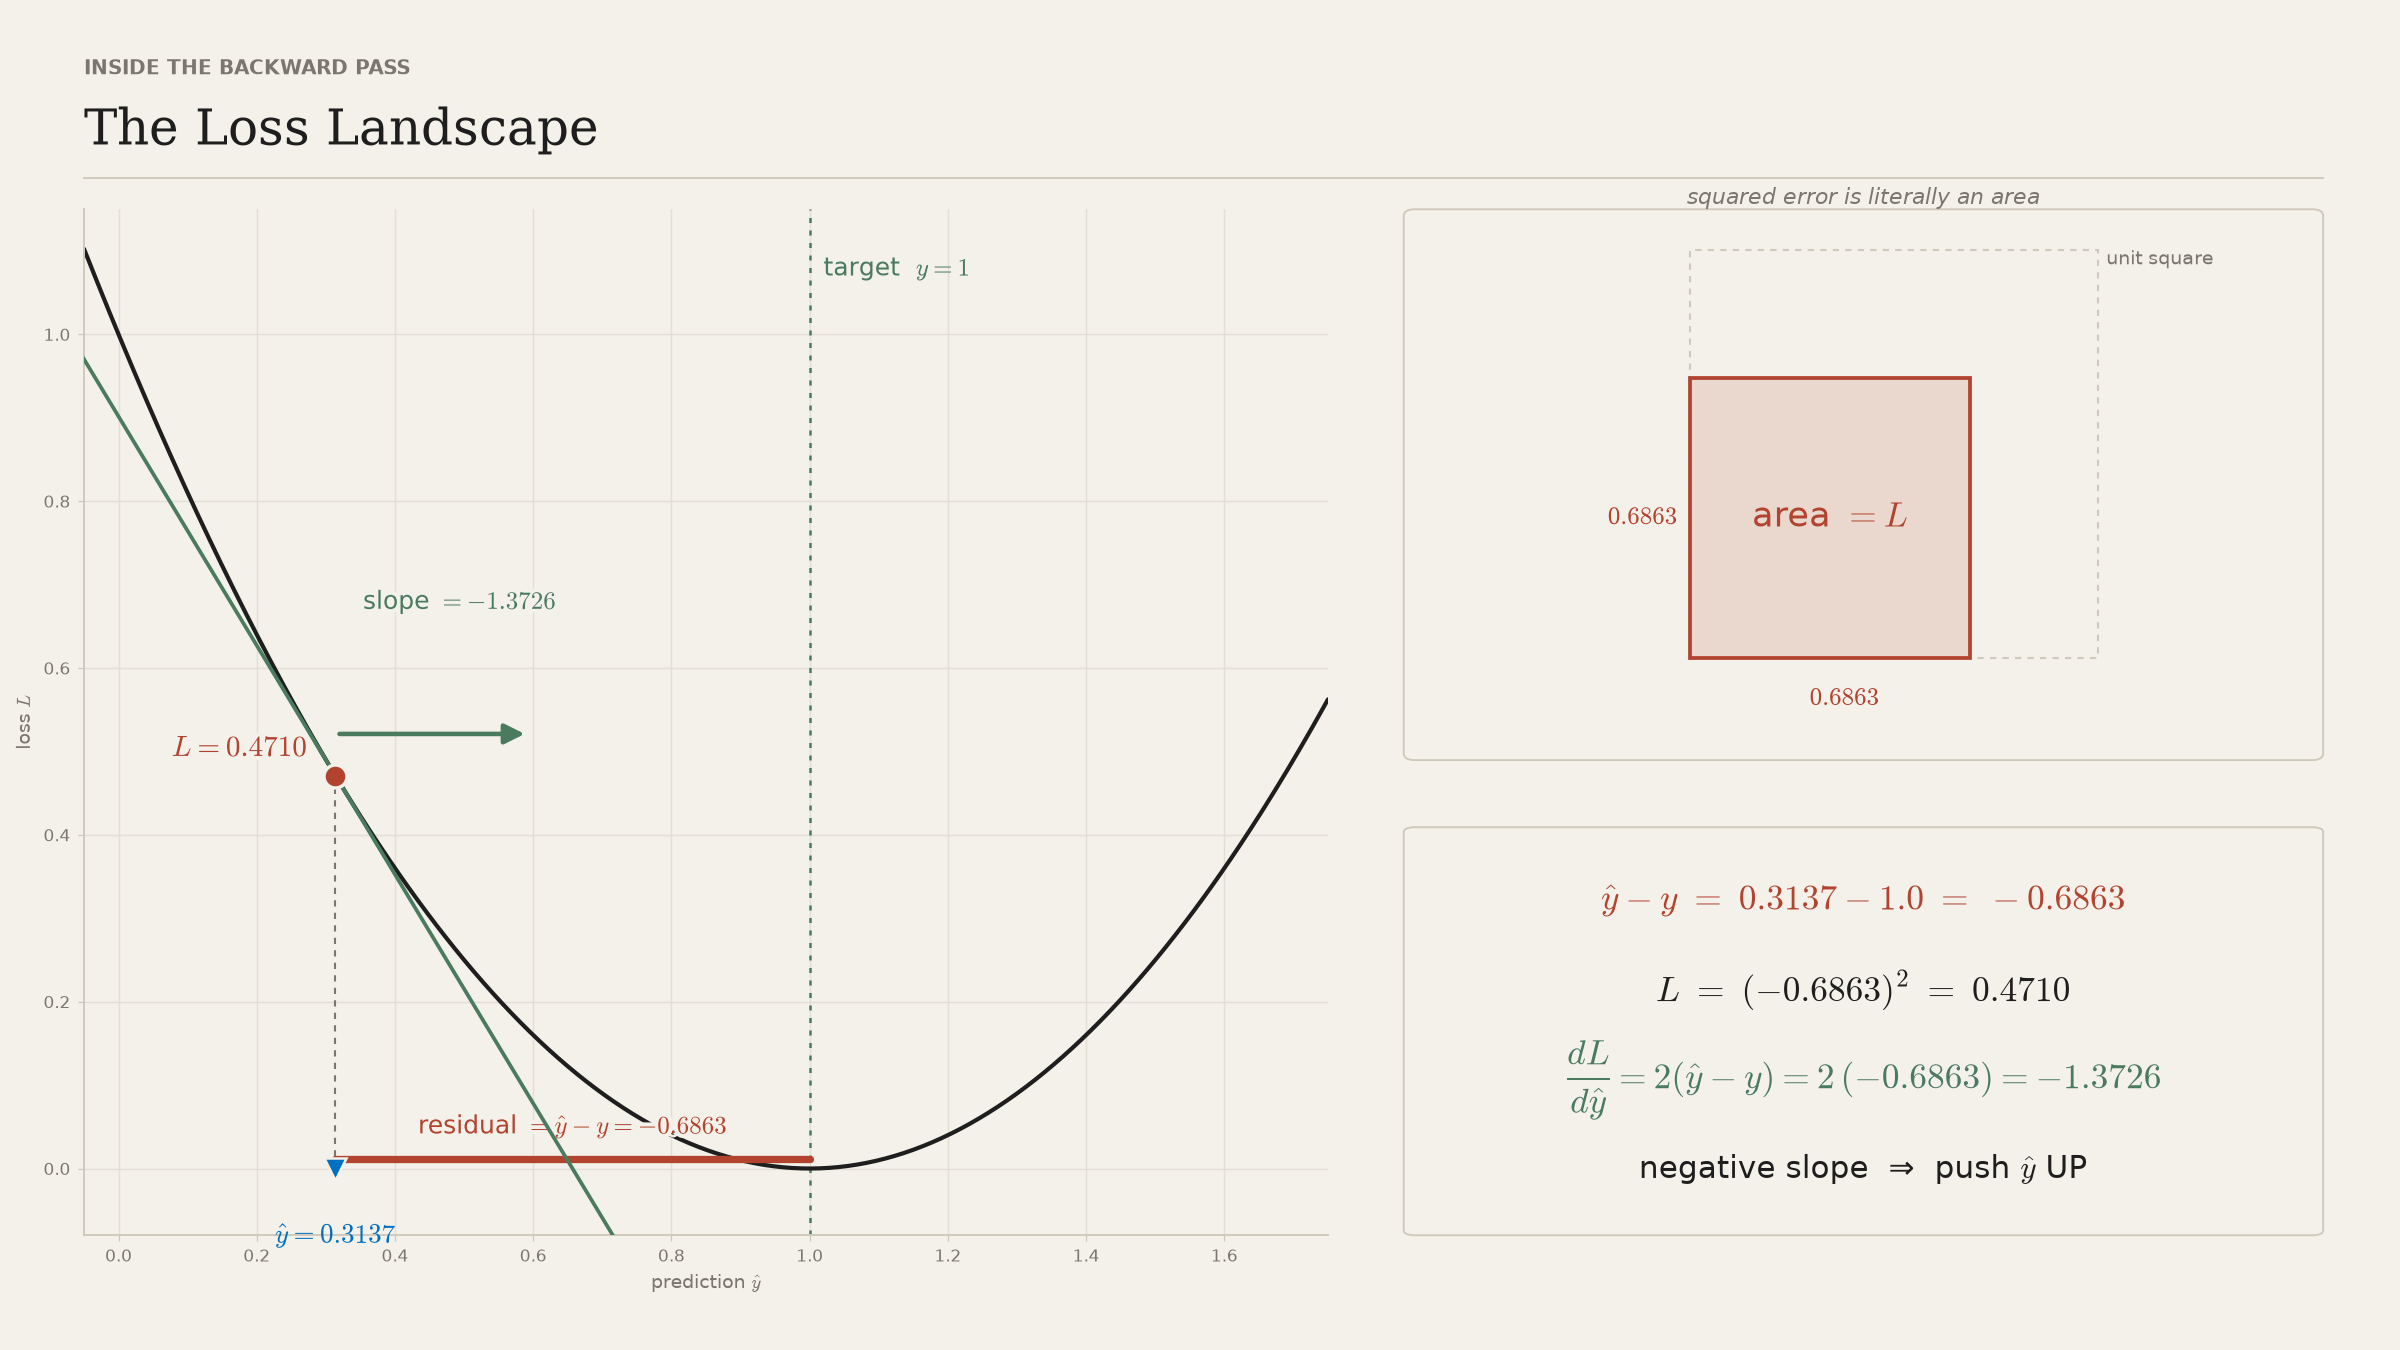 INSIDE THE BACKWARD PASS
The Loss Landscape
target y = 1
1.0
0.8
0.6
0.4
0.2
0.0
loss L
slope = −1.3726
L = 0.4710
residual = ŷ − y = −0.6863
ŷ = 0.3137
0.0 0.2 0.4 0.6 0.8 1.0 1.2 1.4 1.6
prediction ŷ
squared error is literally an area
unit square
0.6863
area = L
0.6863
ŷ − y = 0.3137 − 1.0 = −0.6863
L = (−0.6863)² = 0.4710
dL/dŷ = 2(ŷ − y) = 2 (−0.6863) = −1.3726
negative slope ⇒ push ŷ UP